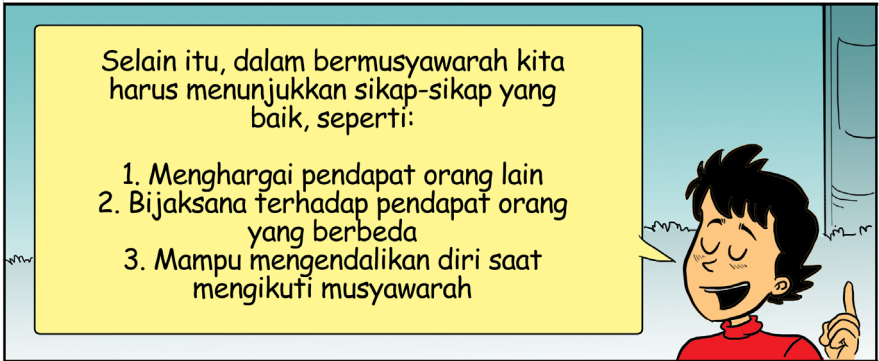 Selain itu, dalam bermusyawarah kita
harus menunjukkan sikap-sikap yang
baik, seperti:
1. Menghargai pendapat orang lain
2. Bijaksana terhadap pendapat orang
yang berbeda
3. Mampu mengendalikan diri saat
mengikuti musyawarah